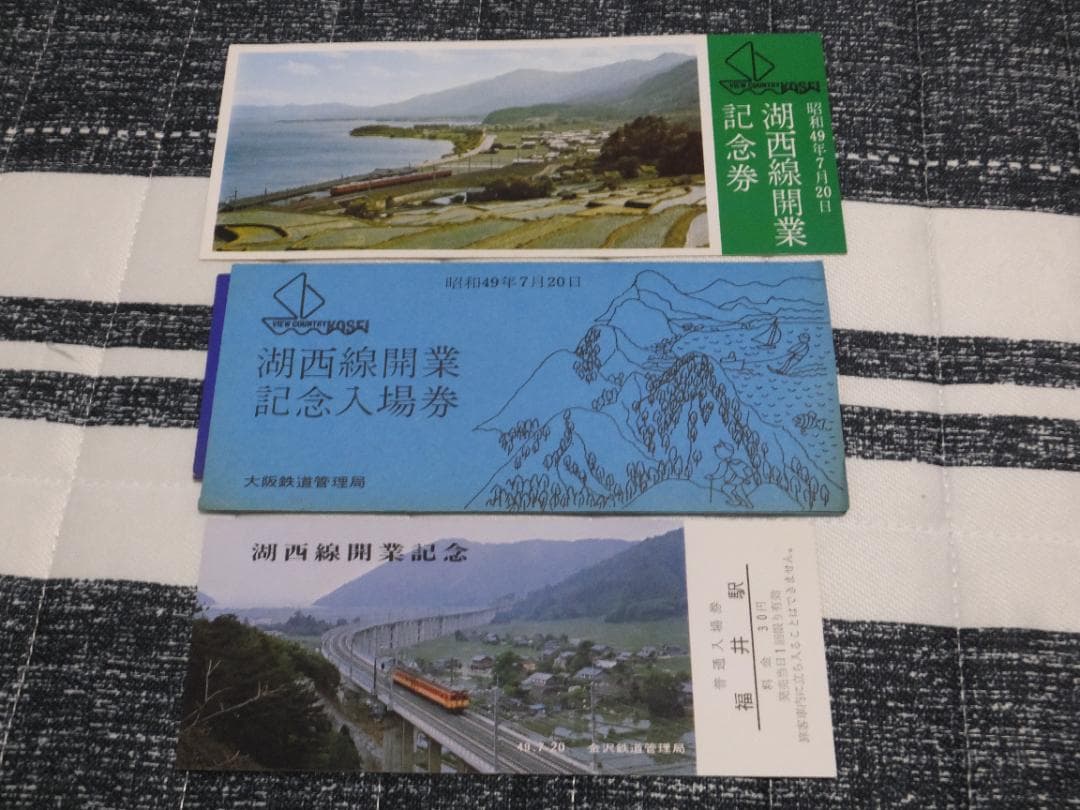 VIEW COUNTRY KOSEI
昭和49年7月20日
湖西線開業
記念券
昭和49年7月20日
VIEW COUNTRY KOSEI
湖西線開業
記念入場券
大阪鉄道管理局
湖西線開業記念
49.7.20 金沢鉄道管理局
普通入場券
福井駅
料金 30円
発売当日1回限り有効
旅客車内に立ち入ることはできません。